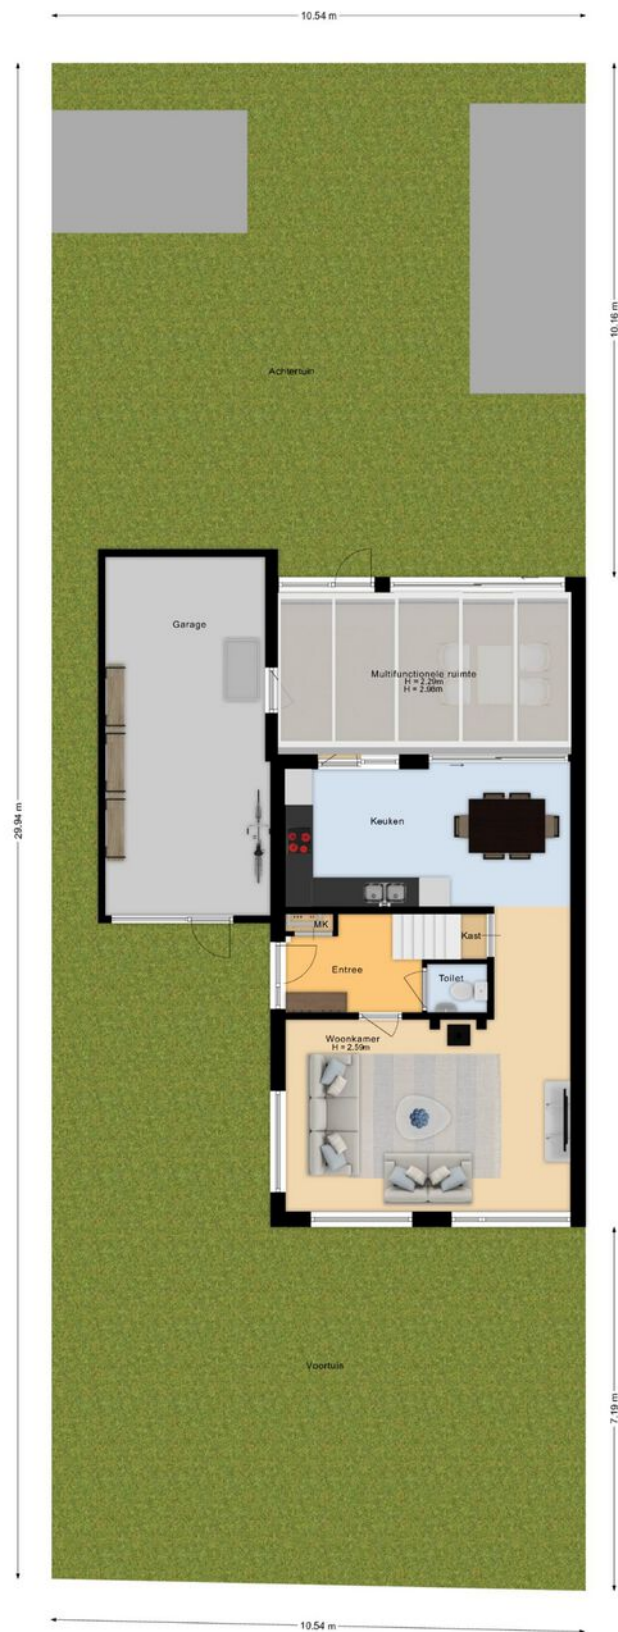 10.54 m
10.16 m
Achtertuin
Garage
Multifunctionele ruimte
H = 2.29m
H = 2.98m
29.94 m
Keuken
MK
Kast
Entree
Toilet
Woonkamer
H = 2.59m
Voortuin
7.19 m
10.54 m